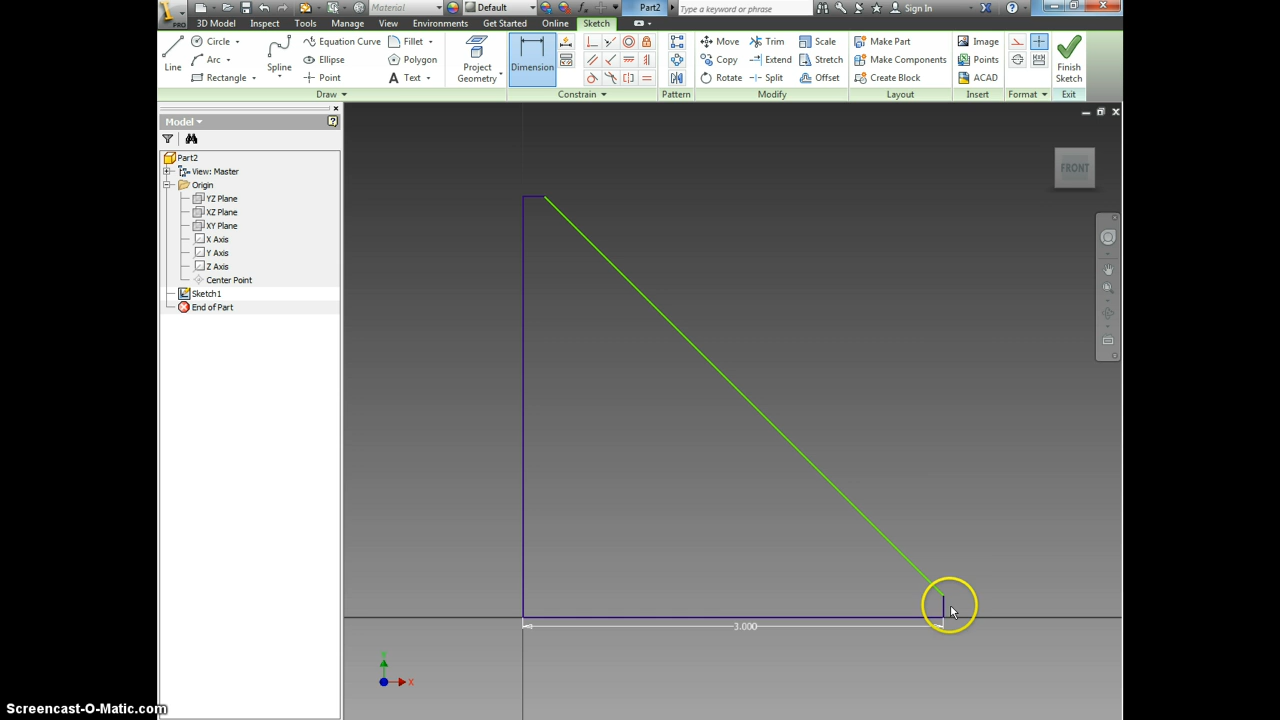 Material
Default
Part2
Type a keyword or phrase
Sign In
PRO
3D Model Inspect Tools Manage View Environments Get Started Online Sketch
Line
Circle
Arc
Rectangle
Spline
Equation Curve
Ellipse
Point
Fillet
Polygon
Text
Project Geometry
Dimension
Move
Copy
Rotate
Trim
Extend
Split
Scale
Stretch
Offset
Make Part
Make Components
Create Block
Image
Points
ACAD
Finish Sketch
Draw Constrain Pattern Modify Layout Insert Format Exit
Model
Part2
View: Master
Origin
YZ Plane
XZ Plane
XY Plane
X Axis
Y Axis
Z Axis
Center Point
Sketch1
End of Part
FRONT
3.000
X
Screencast-O-Matic.com